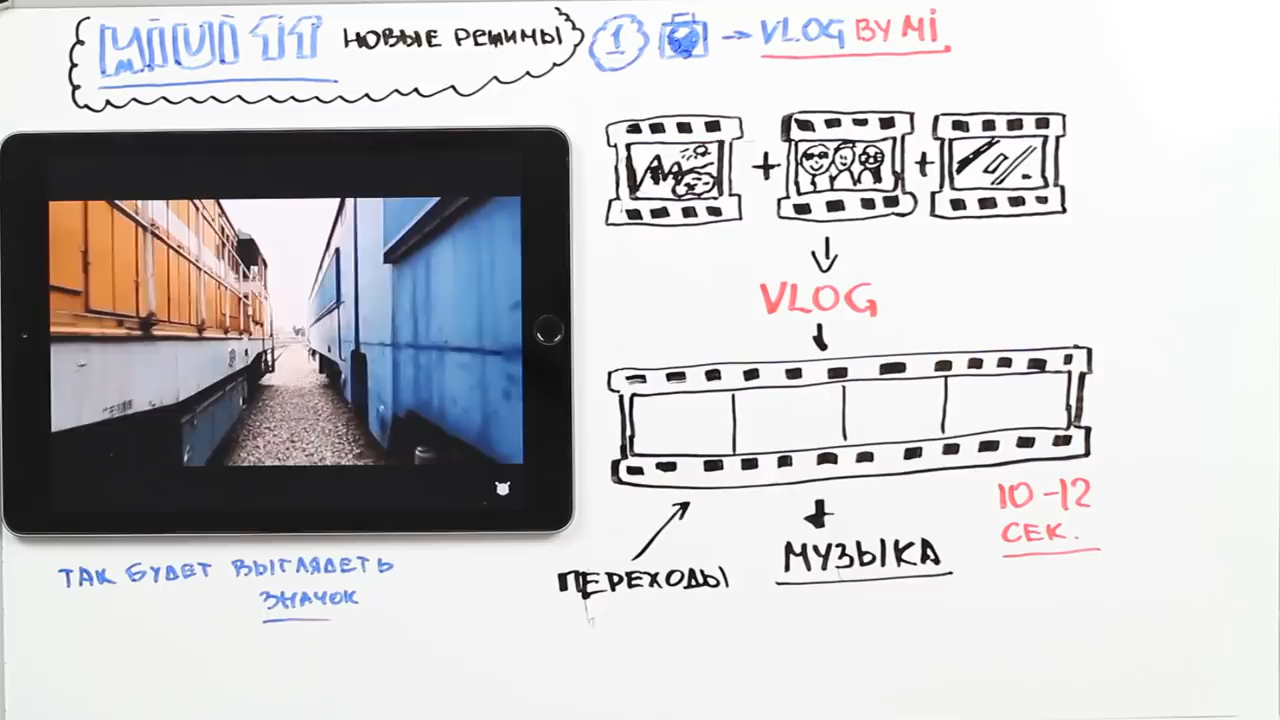 MIUI 11 НОВЫЕ РЕЖИМЫ
1 → VLOG BY MI
+ +
VLOG
+
10-12
СЕК.
МУЗЫКА
ПЕРЕХОДЫ
ТАК БУДЕТ ВЫГЛЯДЕТЬ
ЗНАЧОК